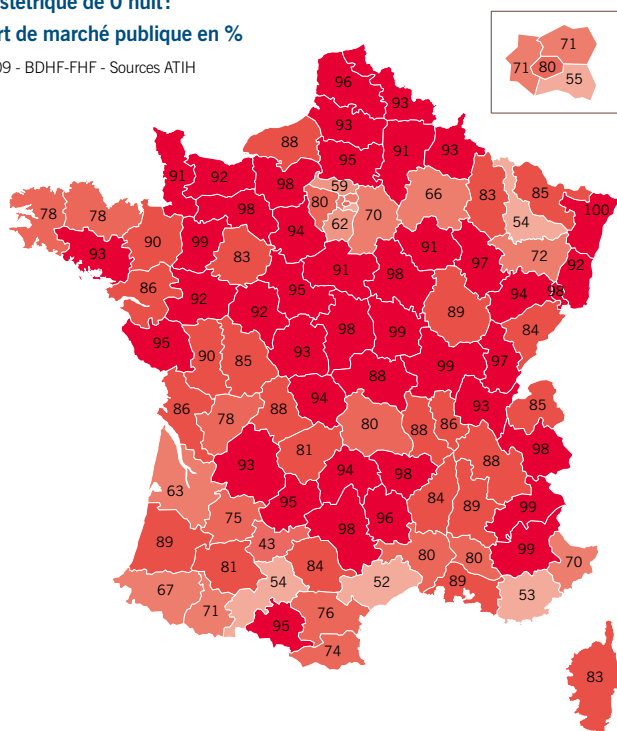 stétrique de 0 nuit :
rt de marché publique en %
09 - BDHF-FHF - Sources ATIH
71
71 80
55
96
93
93
88
95 91 93
91 92 98 59
80 66 83 85
100
78 78 98 62 70 54
93 90 99 94
83 91 72
97 92
86 91 98
92 95 94 98
92 89
84
95 98 99
90 85 93 99 97
88
94 93 85
86 78 88 80 88 86
81 98
93 94 98 88
63 95 84 89 99
75 98 96
89 43 99
81 84 80 80 70
67 54 52 89 53
71 95 76
74
83